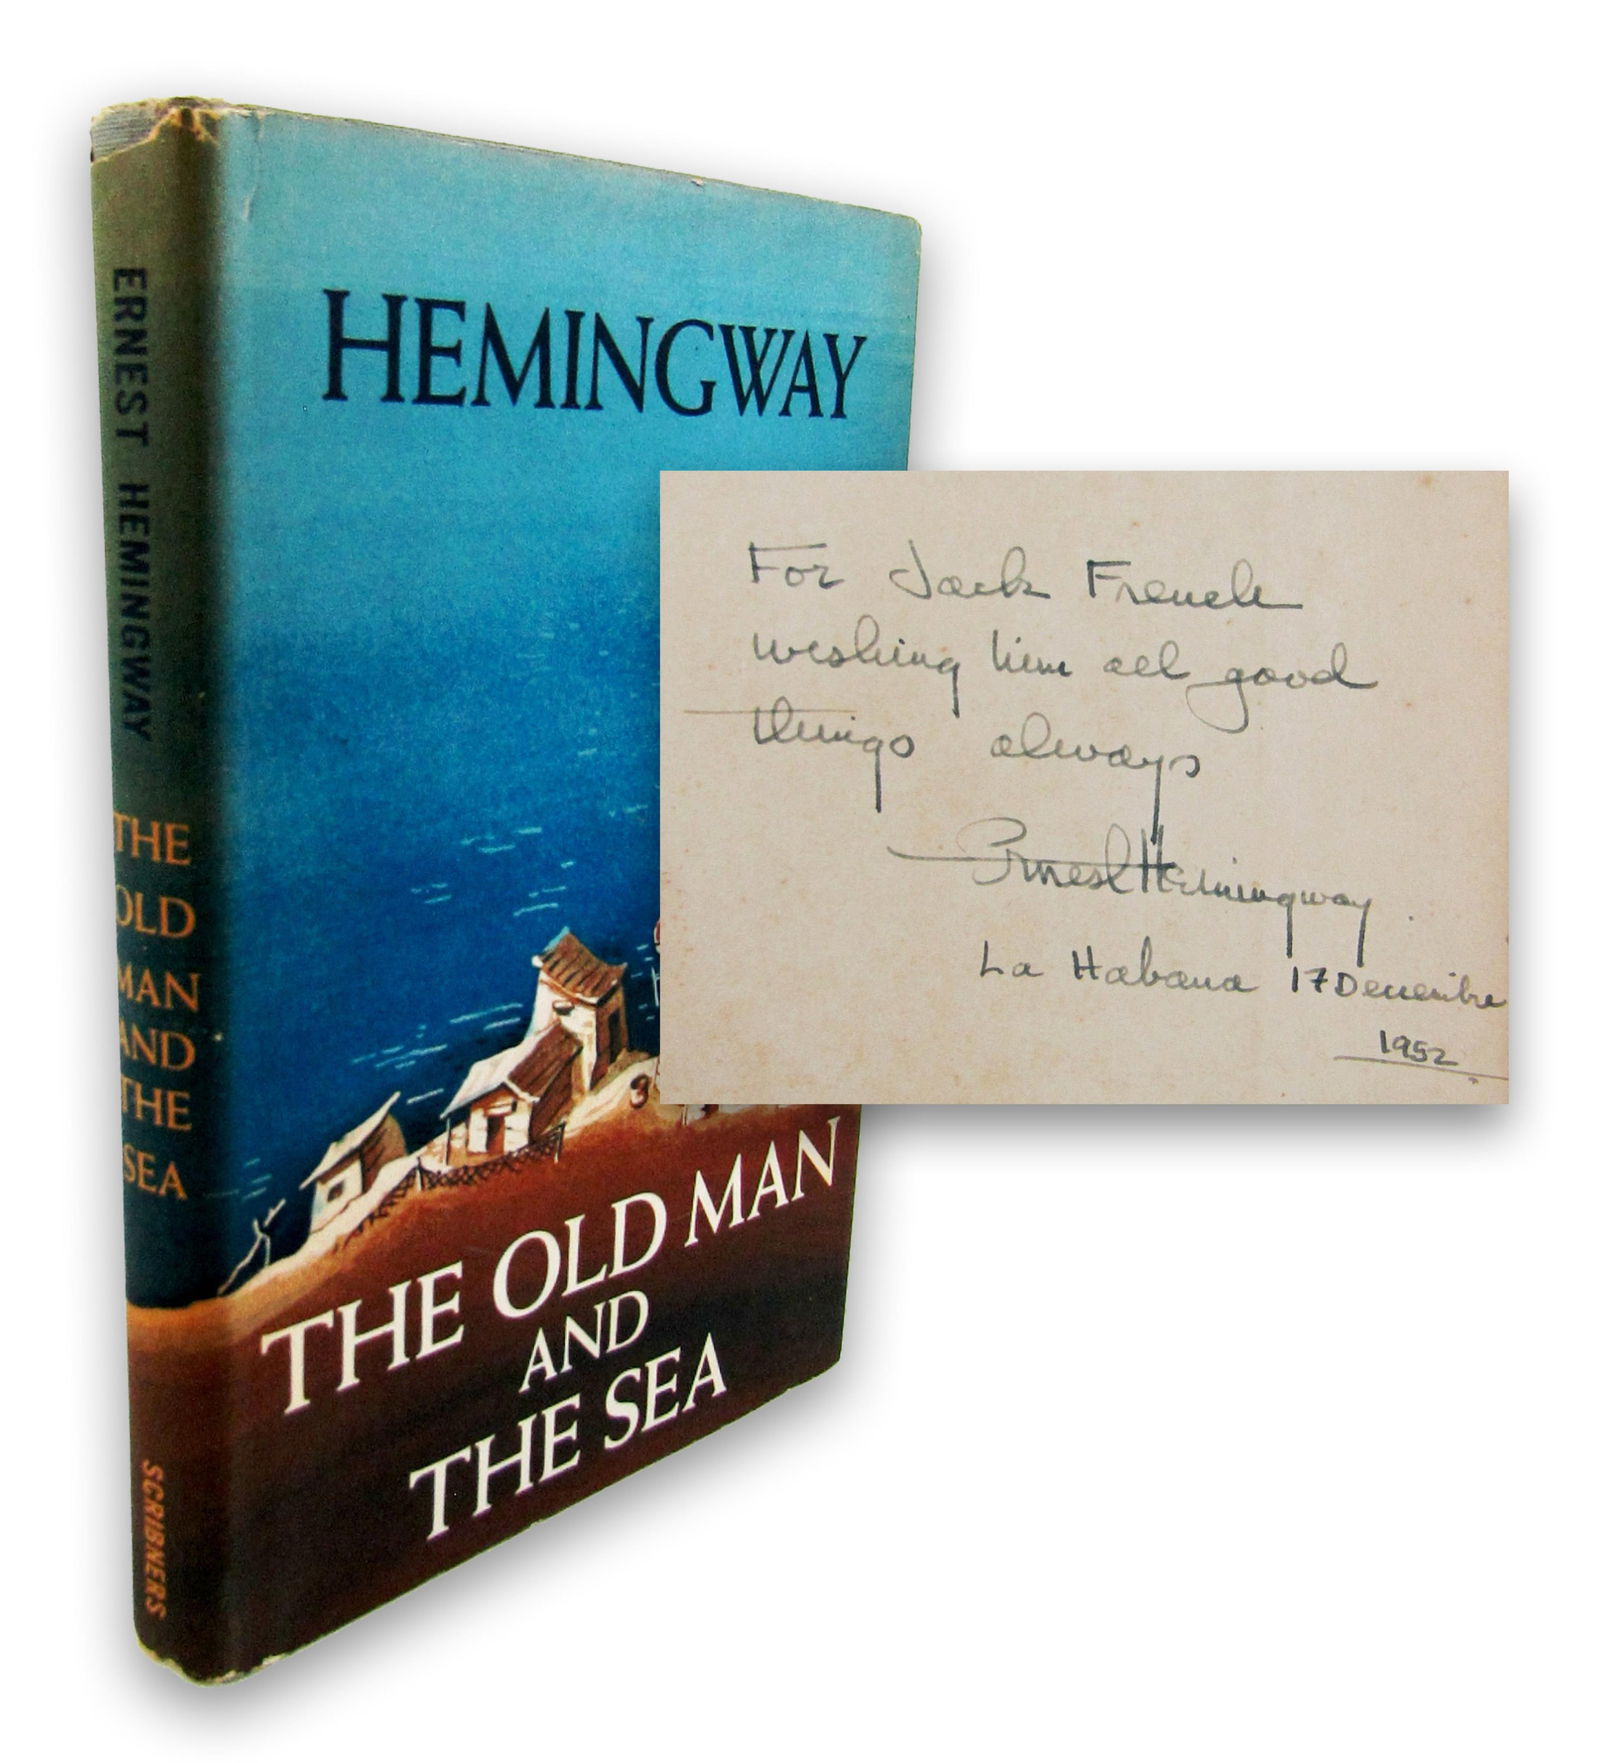 ERNEST HEMINGWAY
THE
OLD
MAN
AND
THE
SEA
SCRIBNERS
HEMINGWAY
THE OLD MAN
AND
THE SEA
For Jack French
wishing him all good
things always
Ernest Hemingway
La Habana 17 Decembre
1952